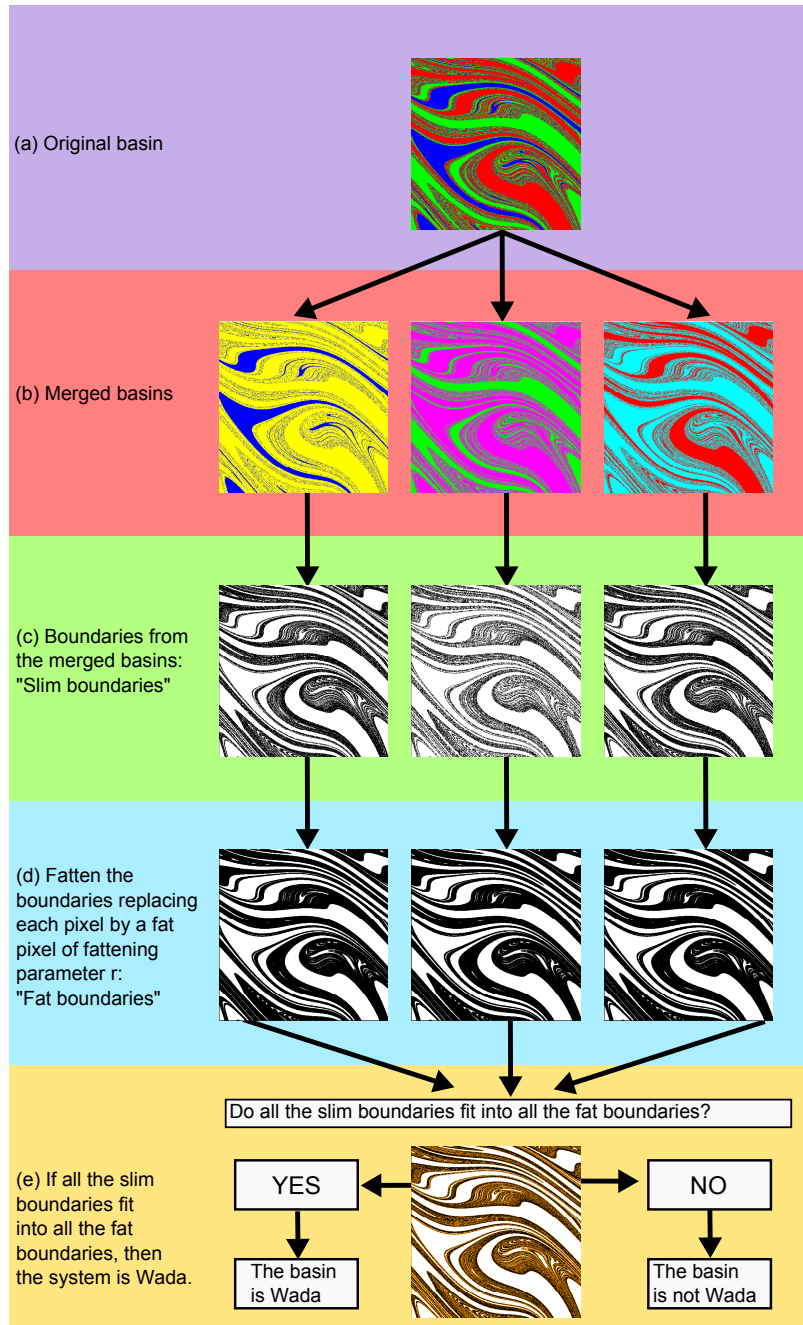 (a) Original basin
(b) Merged basins
(c) Boundaries from
the merged basins:
"Slim boundaries"
(d) Fatten the
boundaries replacing
each pixel by a fat
pixel of fattening
parameter r:
"Fat boundaries"
Do all the slim boundaries fit into all the fat boundaries?
(e) If all the slim
boundaries fit
into all the fat
boundaries, then
the system is Wada.
YES
NO
The basin
is Wada
The basin
is not Wada